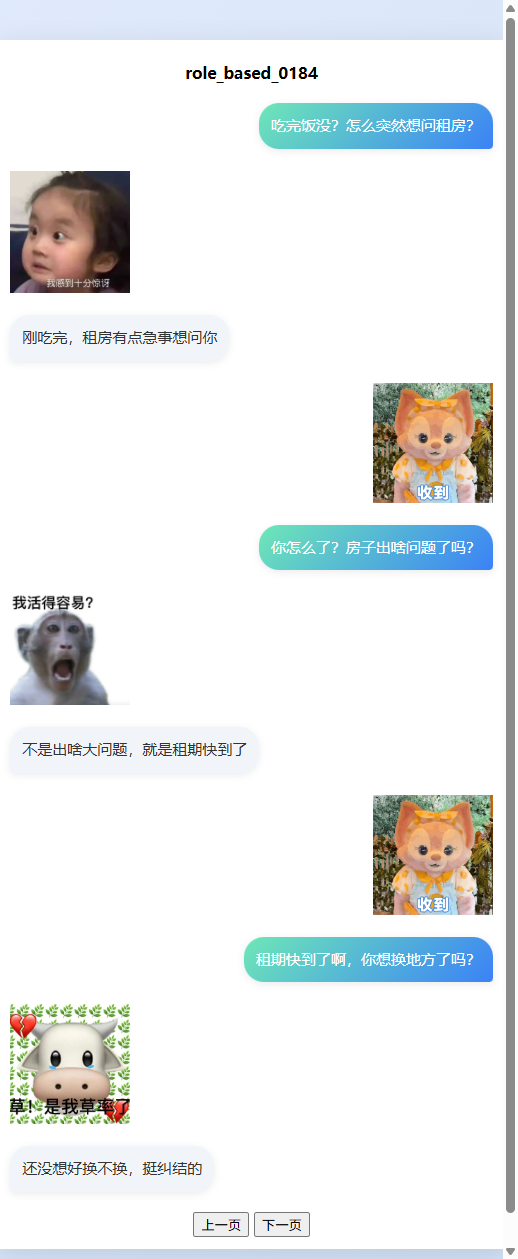 role_based_0184
吃完饭没？怎么突然想问租房？
我感到十分惊讶
刚吃完，租房有点急事想问你
收到
你怎么了？房子出啥问题了吗？
我活得容易？
不是出啥大问题，就是租期快到了
收到
租期快到了啊，你想换地方了吗？
草！是我草率了
还没想好换不换，挺纠结的
上一页 下一页